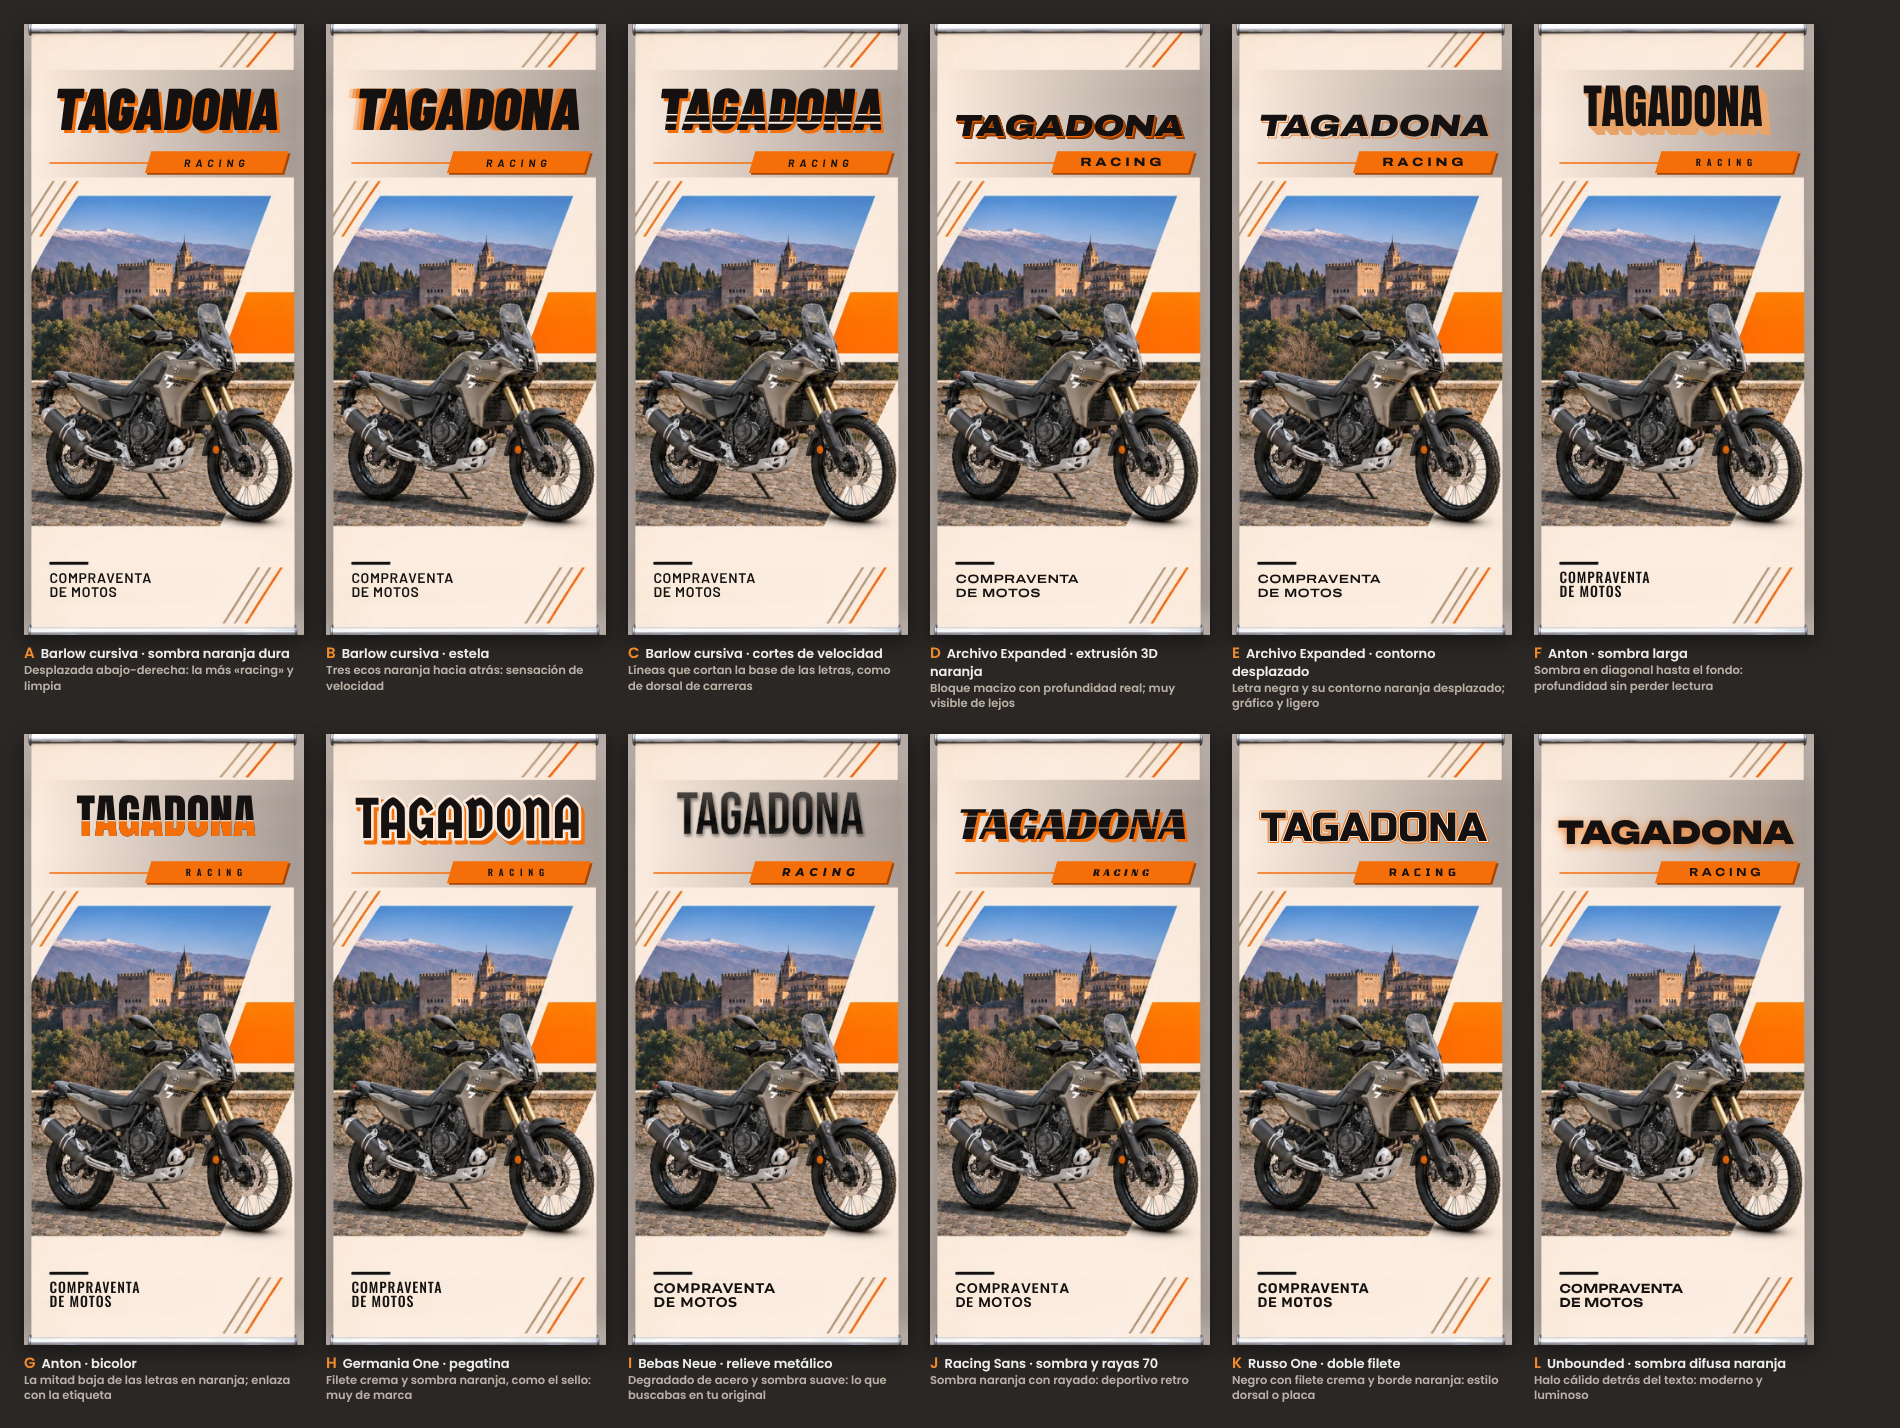 TAGADONA
RACING
COMPRAVENTA
DE MOTOS
A Barlow cursiva · sombra naranja dura
Desplazada abajo-derecha: la más «racing» y
limpia
TAGADONA
RACING
COMPRAVENTA
DE MOTOS
B Barlow cursiva · estela
Tres ecos naranja hacia atrás: sensación de
velocidad
TAGADONA
RACING
COMPRAVENTA
DE MOTOS
C Barlow cursiva · cortes de velocidad
Líneas que cortan la base de las letras, como
de dorsal de carreras
TAGADONA
RACING
COMPRAVENTA
DE MOTOS
D Archivo Expanded · extrusión 3D
naranja
Bloque macizo con profundidad real; muy
visible de lejos
TAGADONA
RACING
COMPRAVENTA
DE MOTOS
E Archivo Expanded · contorno
desplazado
Letra negra y su contorno naranja desplazado;
gráfico y ligero
TAGADONA
RACING
COMPRAVENTA
DE MOTOS
F Anton · sombra larga
Sombra en diagonal hasta el fondo:
profundidad sin perder lectura
TAGADONA
RACING
COMPRAVENTA
DE MOTOS
G Anton · bicolor
La mitad baja de las letras en naranja; enlaza
con la etiqueta
TAGADONA
RACING
COMPRAVENTA
DE MOTOS
H Germania One · pegatina
Filete crema y sombra naranja, como el sello:
muy de marca
TAGADONA
RACING
COMPRAVENTA
DE MOTOS
I Bebas Neue · relieve metálico
Degradado de acero y sombra suave: lo que
buscabas en tu original
TAGADONA
RACING
COMPRAVENTA
DE MOTOS
J Racing Sans · sombra y rayas 70
Sombra naranja con rayado: deportivo retro
TAGADONA
RACING
COMPRAVENTA
DE MOTOS
K Russo One · doble filete
Negro con filete crema y borde naranja: estilo
dorsal o placa
TAGADONA
RACING
COMPRAVENTA
DE MOTOS
L Unbounded · sombra difusa naranja
Halo cálido detrás del texto: moderno y
luminoso